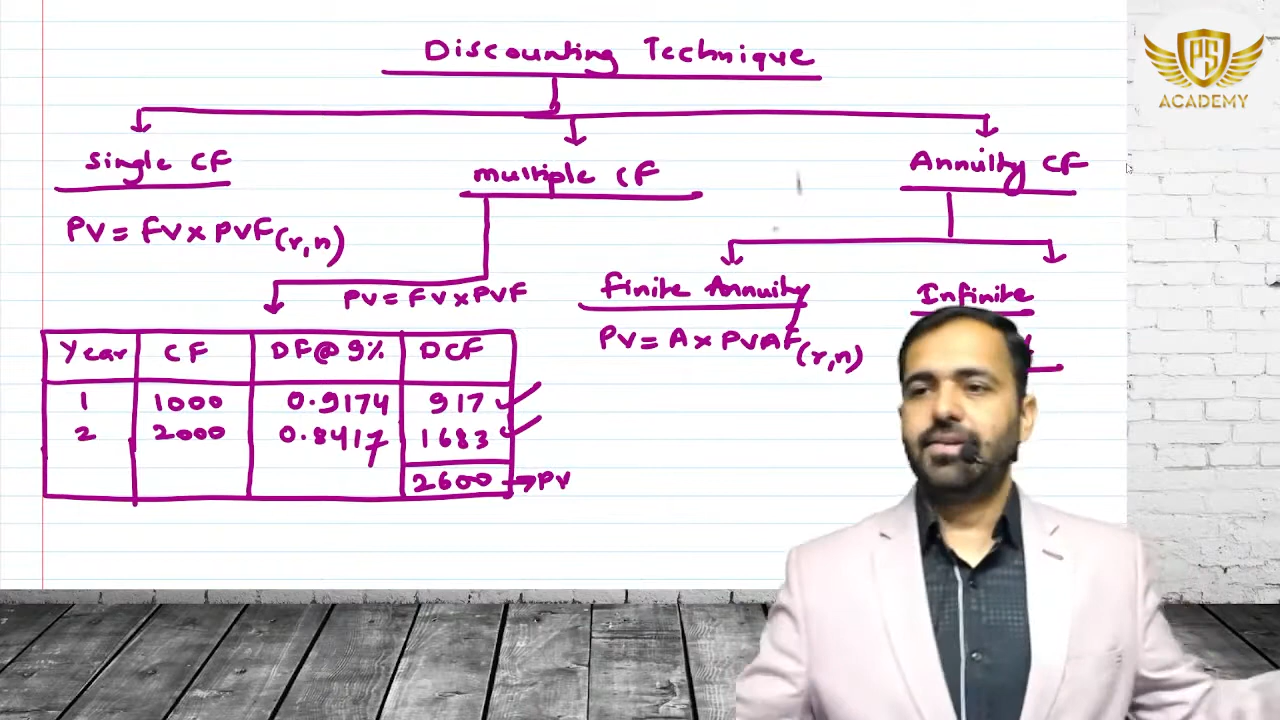 Discounting Technique
Single CF
multiple CF
Annuity CF
PV = FV x PVF(r,n)
PV = FV x PVF
Finite Annuity
Infinite
PV = A x PVAF(r,n)
Year CF DF@9% DCF
1 1000 0.9174 917
2 2000 0.8417 1683
2600 → PV
PS
ACADEMY